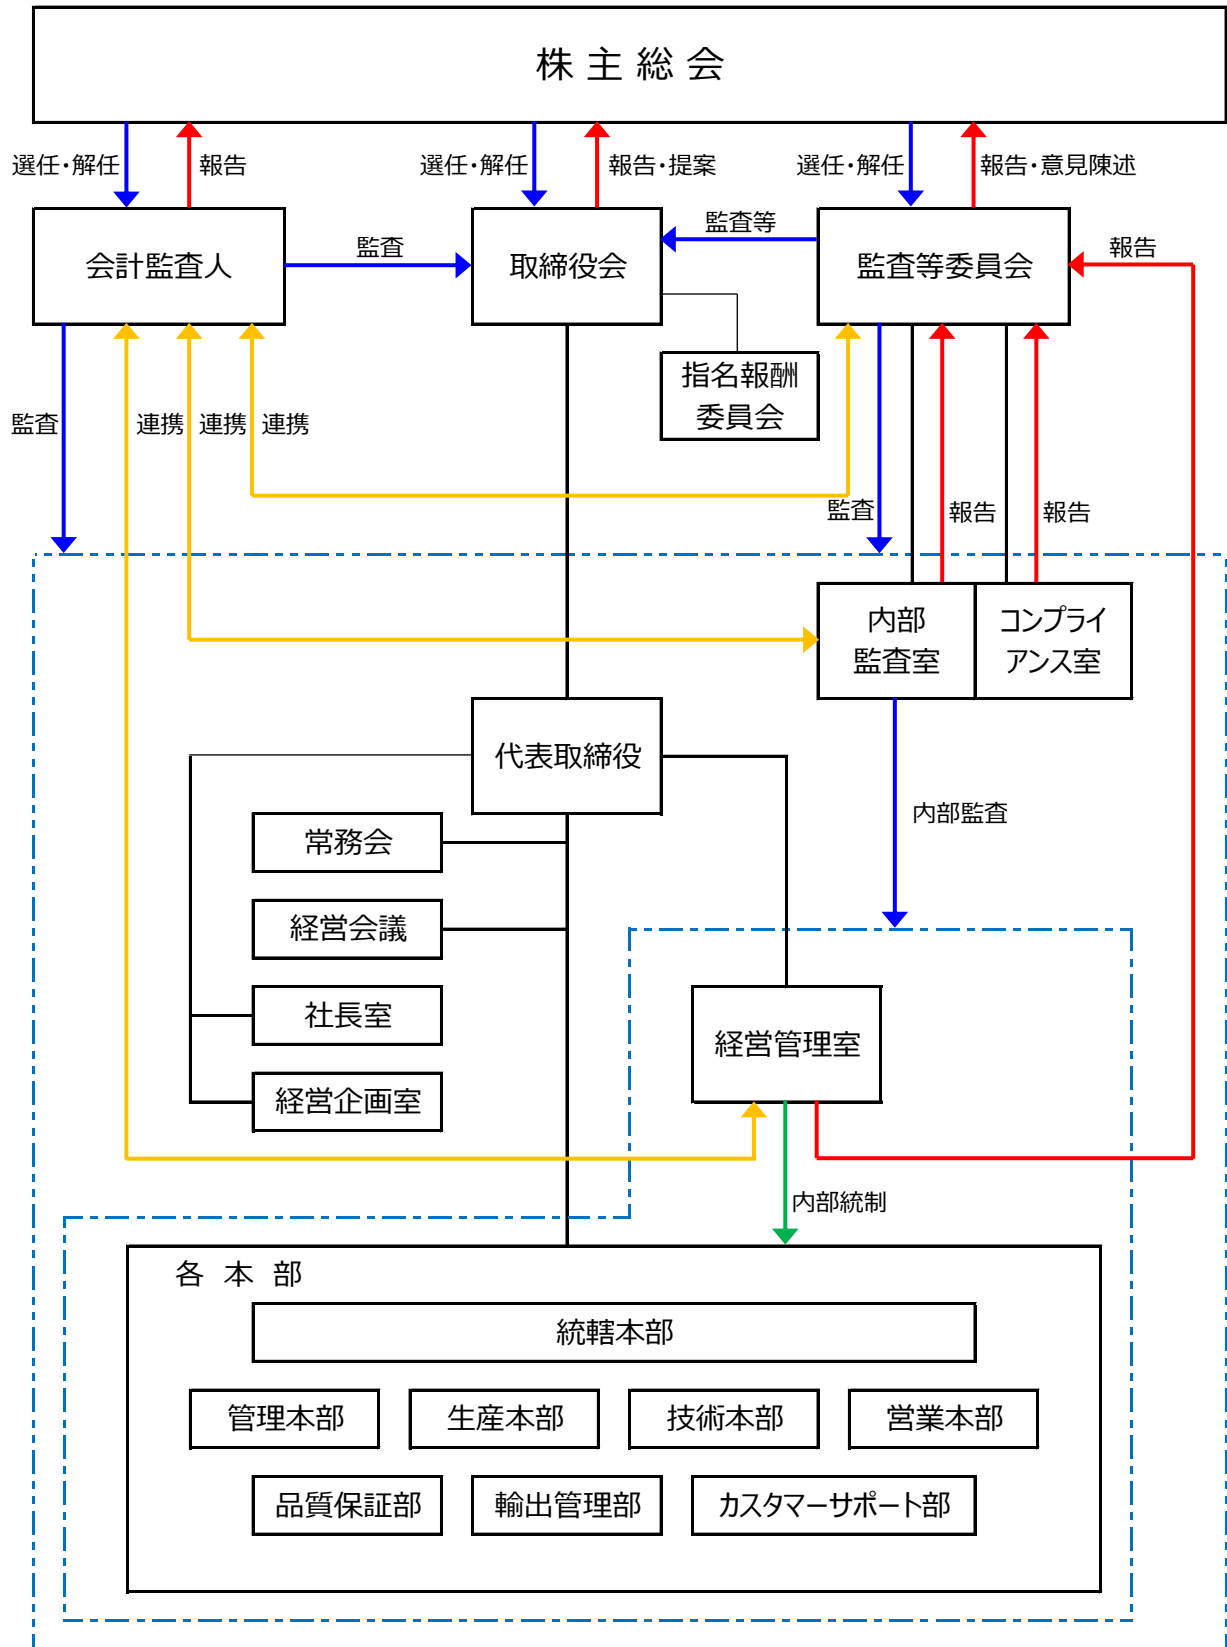 株主総会
選任・解任
報告
選任・解任
報告・提案
選任・解任
報告・意見陳述
会計監査人
監査
取締役会
監査等
監査等委員会
報告
指名報酬
委員会
監査
連携
連携
連携
監査
報告
報告
内部
監査室
コンプライ
アンス室
代表取締役
内部監査
常務会
経営会議
社長室
経営管理室
経営企画室
内部統制
各本部
統轄本部
管理本部
生産本部
技術本部
営業本部
品質保証部
輸出管理部
カスタマーサポート部